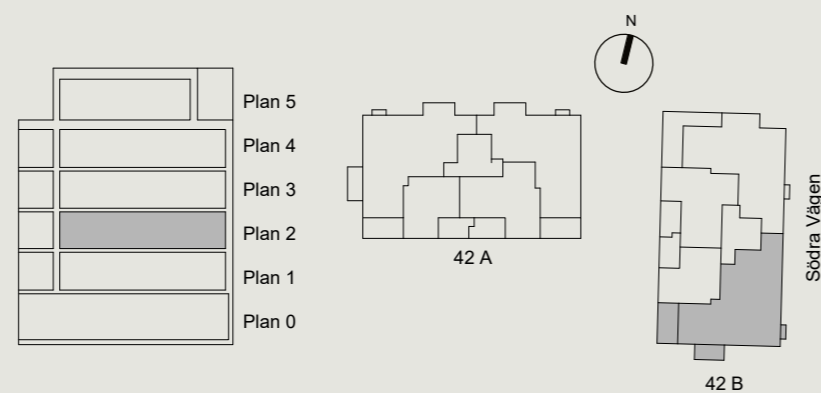 N
Plan 5
Plan 4
Plan 3
Plan 2
Plan 1
Plan 0
42 A
Södra Vägen
42 B